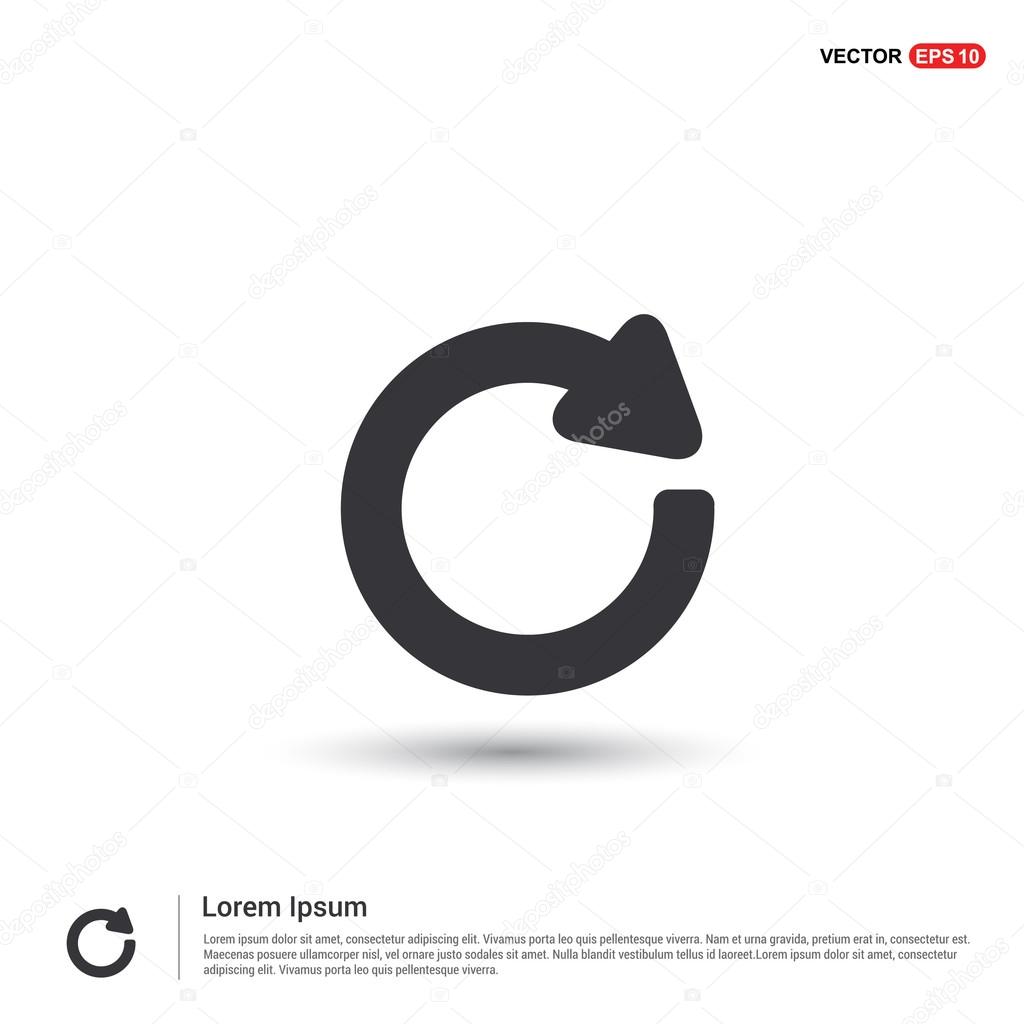 VECTOR EPS 10
depositphotos
Lorem Ipsum
Lorem ipsum dolor sit amet, consectetur adipiscing elit. Vivamus porta leo quis pellentesque viverra. Nam et urna gravida, pretium erat in, consectetur est.
Maecenas posuere ullamcorper nisl, vel ornare justo sodales sit amet. Nulla blandit vestibulum tellus id laoreet.Lorem ipsum dolor sit amet, consectetur
adipiscing elit. Vivamus porta leo quis pellentesque viverra.